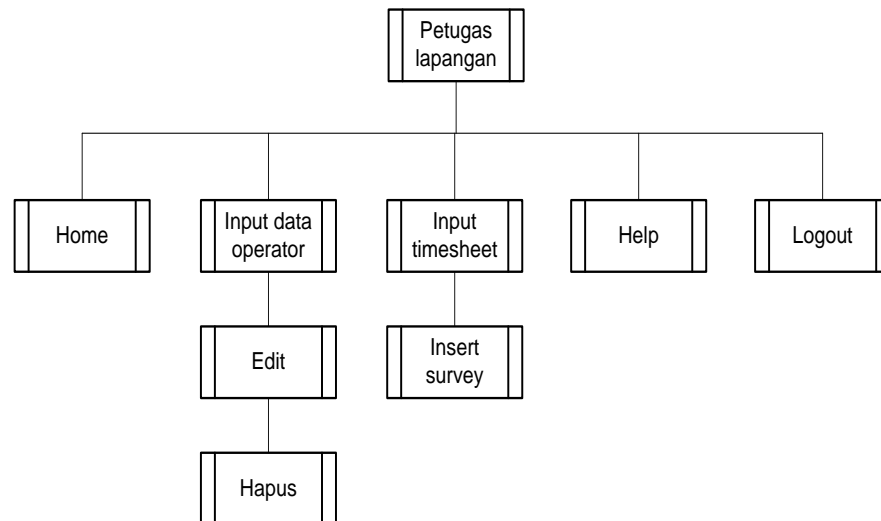 Petugas
lapangan
Home
Input data
operator
Input
timesheet
Help
Logout
Edit
Insert
survey
Hapus